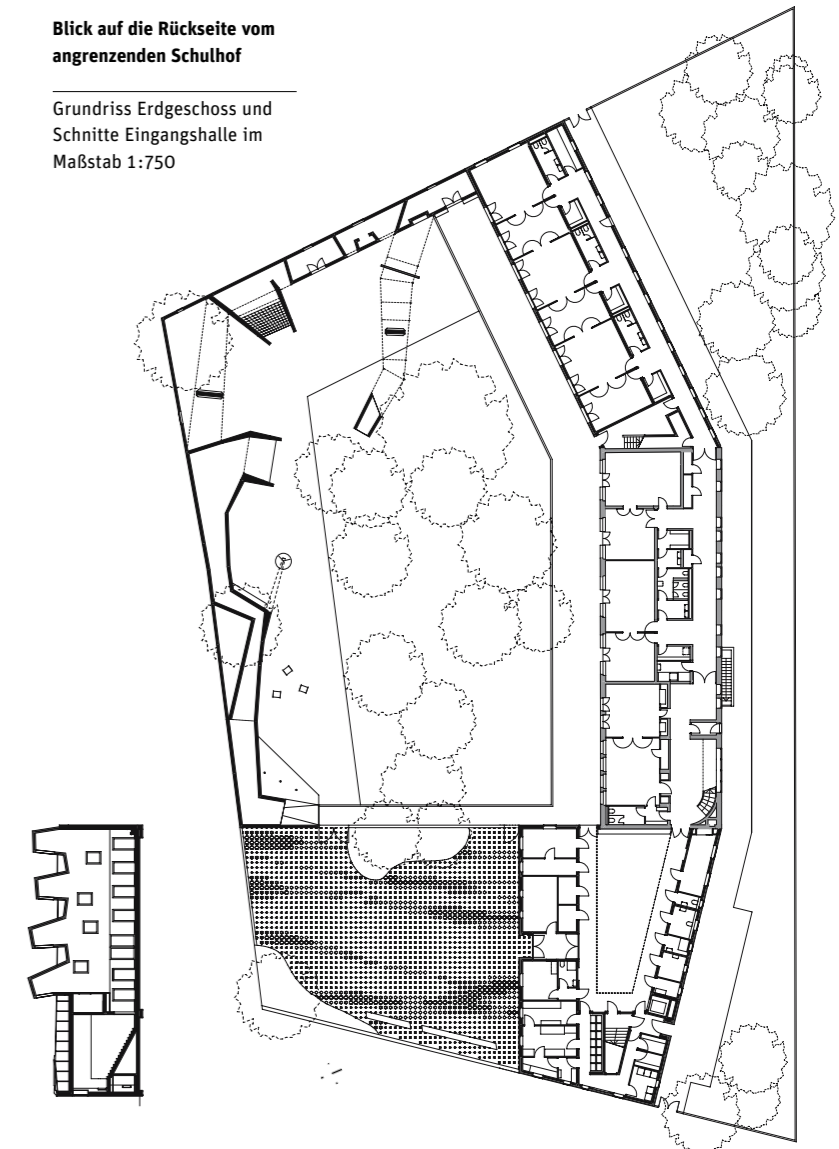 Blick auf die Rückseite vom
angrenzenden Schulhof
Grundriss Erdgeschoss und
Schnitte Eingangshalle im
Maßstab 1:750